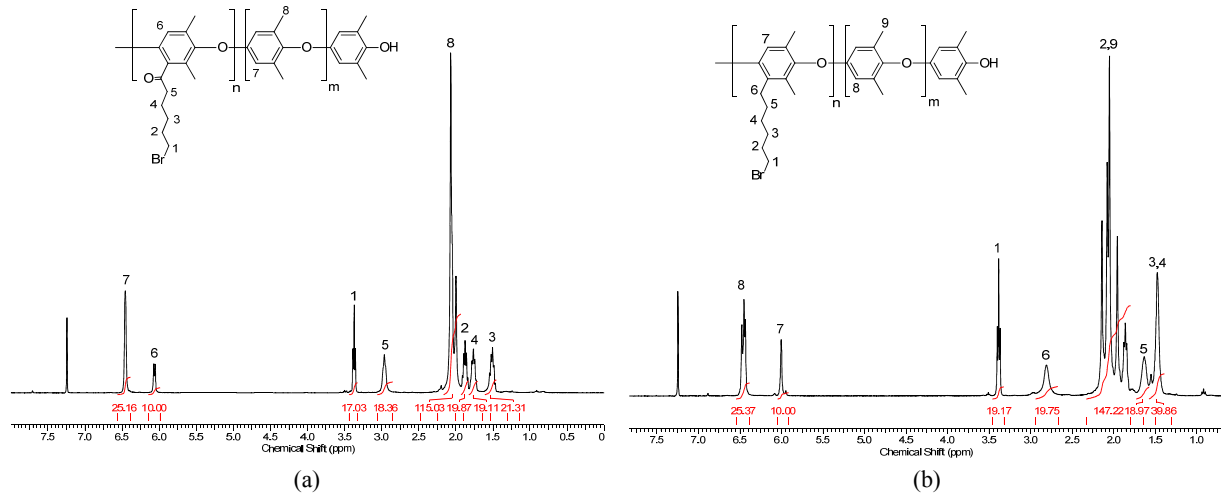 6
8
O
O
OH
n
7
m
O
5
4
3
2
1
Br
8
7
6
1
5
2
4
3
25.16
10.00
17.03
18.36
115.03
19.87
19.11
21.31
7.5 7.0 6.5 6.0 5.5 5.0 4.5 4.0 3.5 3.0 2.5 2.0 1.5 1.0 0.5 0
Chemical Shift (ppm)
(a)
7
9
O
O
OH
n
8
m
6
5
4
3
2
1
Br
2,9
1
3,4
8
7
6
5
25.37
10.00
19.17
19.75
147.22
18.97
39.86
7.5 7.0 6.5 6.0 5.5 5.0 4.5 4.0 3.5 3.0 2.5 2.0 1.5 1.0
Chemical Shift (ppm)
(b)